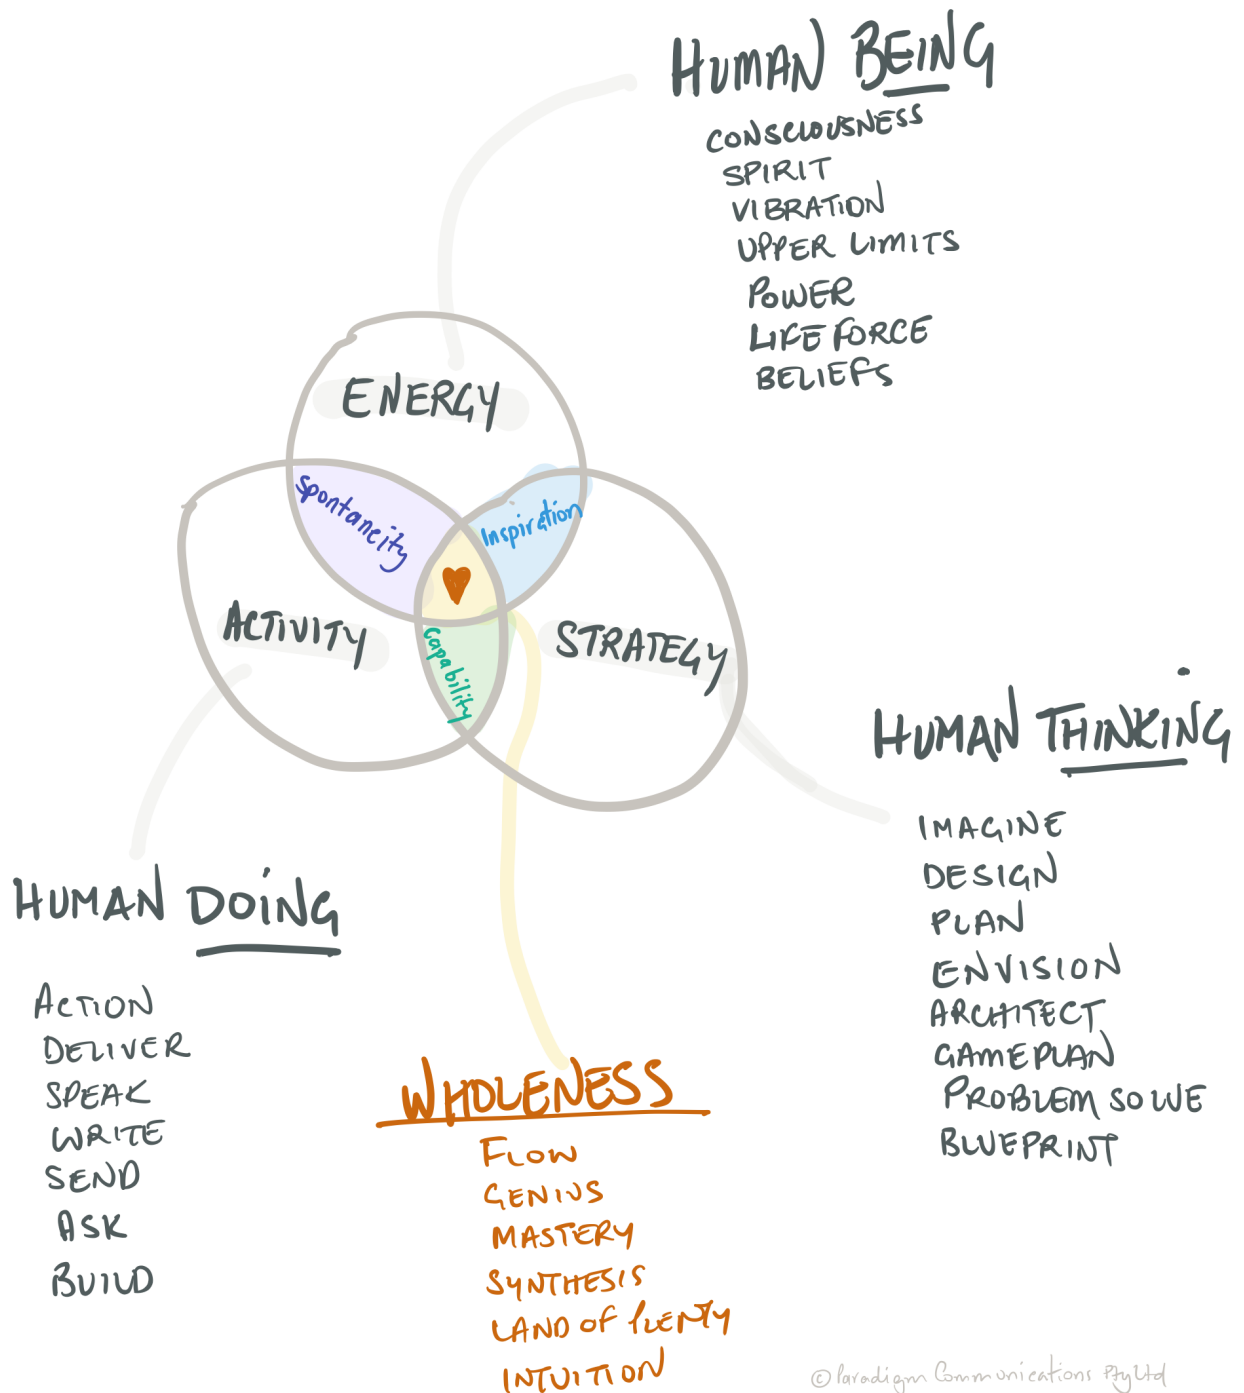 HUMAN BEING
CONSCIOUSNESS
SPIRIT
VIBRATION
UPPER LIMITS
POWER
LIFE FORCE
BELIEFS
ENERGY
Spontaneity
Inspiration
ACTIVITY
STRATEGY
Capability
HUMAN THINKING
IMAGINE
DESIGN
PLAN
ENVISION
ARCHITECT
GAMEPLAN
PROBLEM SOLVE
BLUEPRINT
HUMAN DOING
ACTION
DELIVER
SPEAK
WRITE
SEND
ASK
BUILD
WHOLENESS
FLOW
GENIUS
MASTERY
SYNTHESIS
LAND OF PLENTY
INTUITION
© Paradigm Communications Pty Ltd